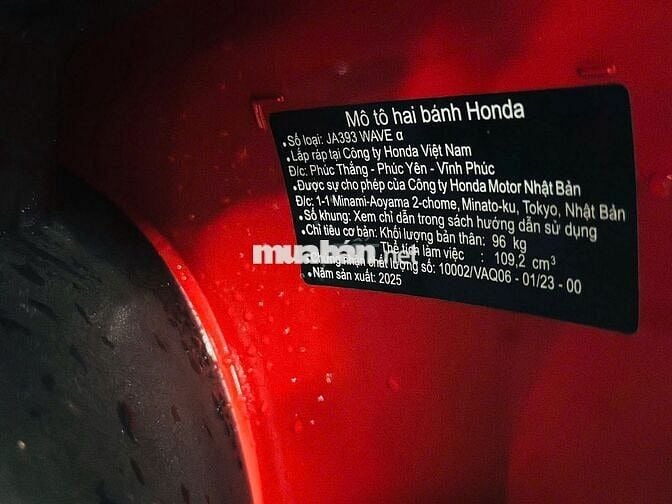 Mô tô hai bánh Honda
•Số loại: JA393 WAVE α
•Lắp ráp tại Công ty Honda Việt Nam
Đ/c: Phúc Thắng - Phúc Yên - Vĩnh Phúc
•Được sự cho phép của Công ty Honda Motor Nhật Bản
Đ/c: 1-1 Minami-Aoyama 2-chome, Minato-ku, Tokyo, Nhật Bản
•Số khung: Xem chỉ dẫn trong sách hướng dẫn sử dụng
•Chỉ tiêu cơ bản: Khối lượng bản thân: 96 kg
Thể tích làm việc : 109,2 cm³
muaban.net
•Chứng nhận chất lượng số: 10002/VAQ06 - 01/23 - 00
•Năm sản xuất: 2025